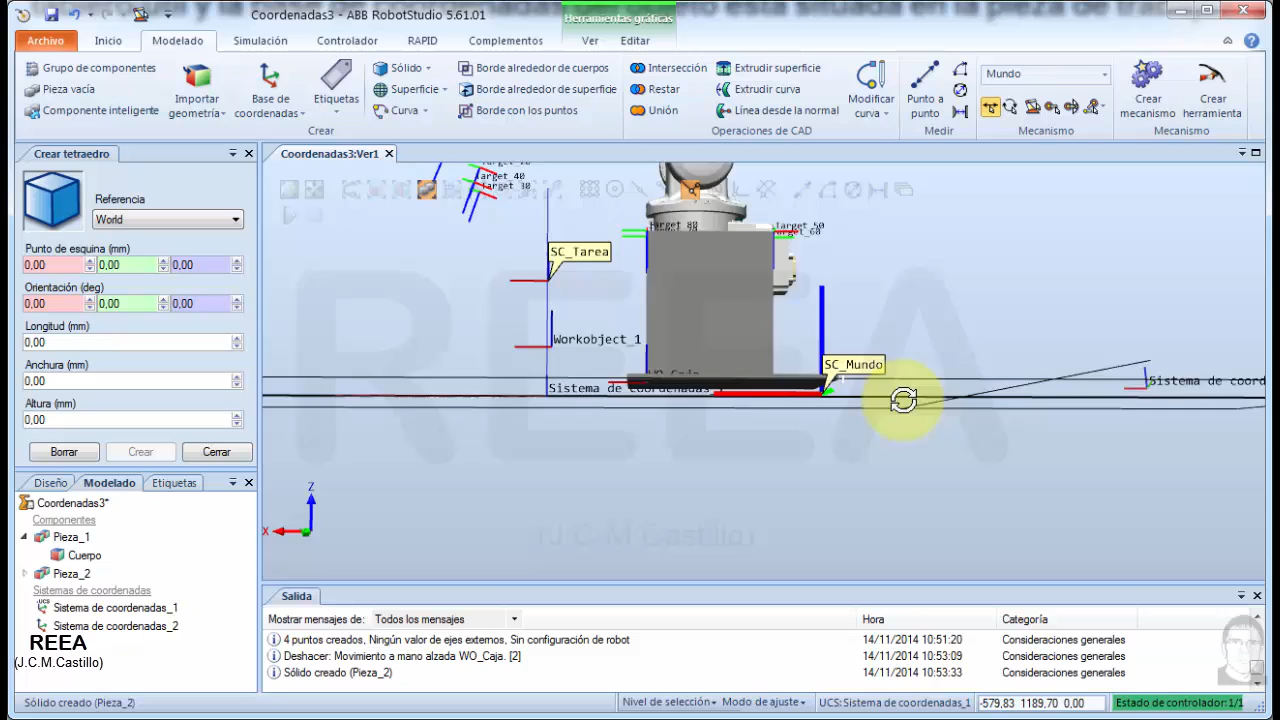 Coordenadas3 - ABB RobotStudio 5.61.01
Herramientas gráficas
Archivo Inicio Modelado Simulación Controlador RAPID Complementos Ver Editar
Grupo de componentes
Pieza vacía
Componente inteligente
Importar geometría
Base de coordenadas
Etiquetas
Sólido
Superficie
Curva
Borde alrededor de cuerpos
Borde alrededor de superficie
Borde con los puntos
Crear
Intersección
Restar
Unión
Extrudir superficie
Extrudir curva
Línea desde la normal
Modificar curva
Operaciones de CAD
Punto a punto
Medir
Mundo
Mecanismo
Crear mecanismo
Crear herramienta
Mecanismo
Crear tetraedro
Referencia
World
Punto de esquina (mm)
0,00 0,00 0,00
Orientación (deg)
0,00 0,00 0,00
Longitud (mm)
0,00
Anchura (mm)
0,00
Altura (mm)
0,00
Borrar Crear Cerrar
Diseño Modelado Etiquetas
Coordenadas3*
Componentes
Pieza_1
Cuerpo
Pieza_2
Sistemas de coordenadas
UCS
Sistema de coordenadas_1
Sistema de coordenadas_2
REEA
(J.C.M.Castillo)
Coordenadas3:Ver1
Target_40
Target_30
SC_Tarea
Target_80
Target_50
Target_60
Workobject_1
WO_Caja
SC_Mundo
Sistema de coordenadas_1
Sistema de coord
REEA
(J.C.M.Castillo)
Z
X
Salida
Mostrar mensajes de: Todos los mensajes Hora Categoría
4 puntos creados, Ningún valor de ejes externos, Sin configuración de robot 14/11/2014 10:51:20 Consideraciones generales
Deshacer: Movimiento a mano alzada WO_Caja. [2] 14/11/2014 10:53:09 Consideraciones generales
Sólido creado (Pieza_2) 14/11/2014 10:53:33 Consideraciones generales
Sólido creado (Pieza_2) Nivel de selección Modo de ajuste UCS: Sistema de coordenadas_1 -579,83 1189,70 0,00 Estado de controlador: 1/1